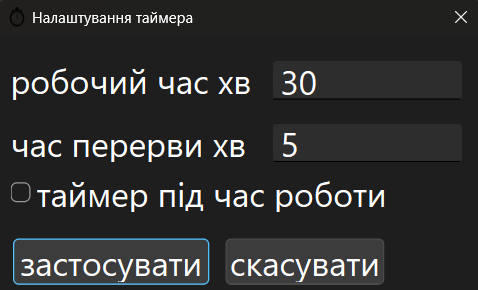 Налаштування таймера
робочий час хв 30
час перерви хв 5
таймер під час роботи
застосувати скасувати